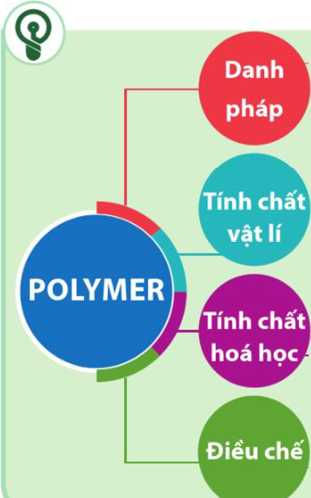 Danh
pháp
Tính chất
vật lí
POLYMER
Tính chất
hoá học
Điều chế